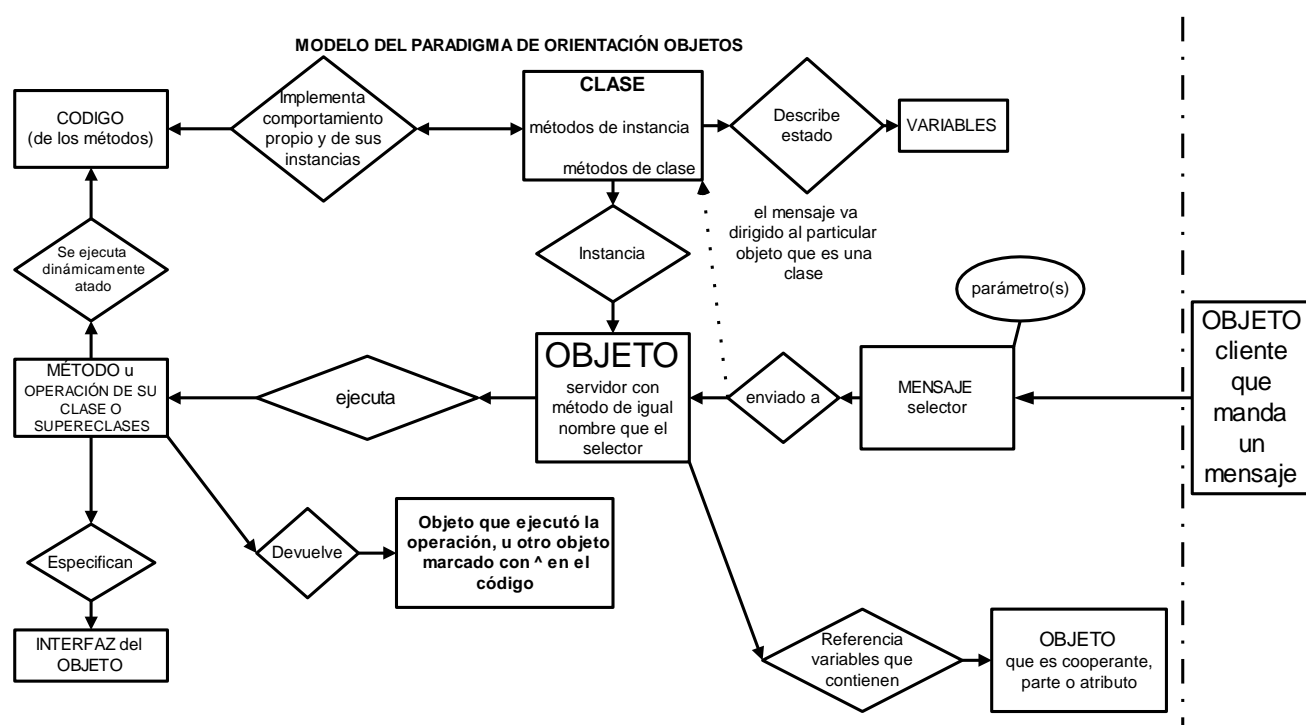 MODELO DEL PARADIGMA DE ORIENTACIÓN OBJETOS
CODIGO
(de los métodos)
Implementa
comportamiento
propio y de sus
instancias
CLASE
métodos de instancia
métodos de clase
Describe
estado
VARIABLES
Se ejecuta
dinámicamente
atado
Instancia
el mensaje va
dirigido al particular
objeto que es una
clase
parámetro(s)
MÉTODO u
OPERACIÓN DE SU
CLASE O
SUPERECLASES
ejecuta
OBJETO
servidor con
método de igual
nombre que el
selector
enviado a
MENSAJE
selector
OBJETO
cliente
que
manda
un
mensaje
Especifican
Devuelve
Objeto que ejecutó la
operación, u otro objeto
marcado con ^ en el
código
INTERFAZ del
OBJETO
Referencia
variables que
contienen
OBJETO
que es cooperante,
parte o atributo